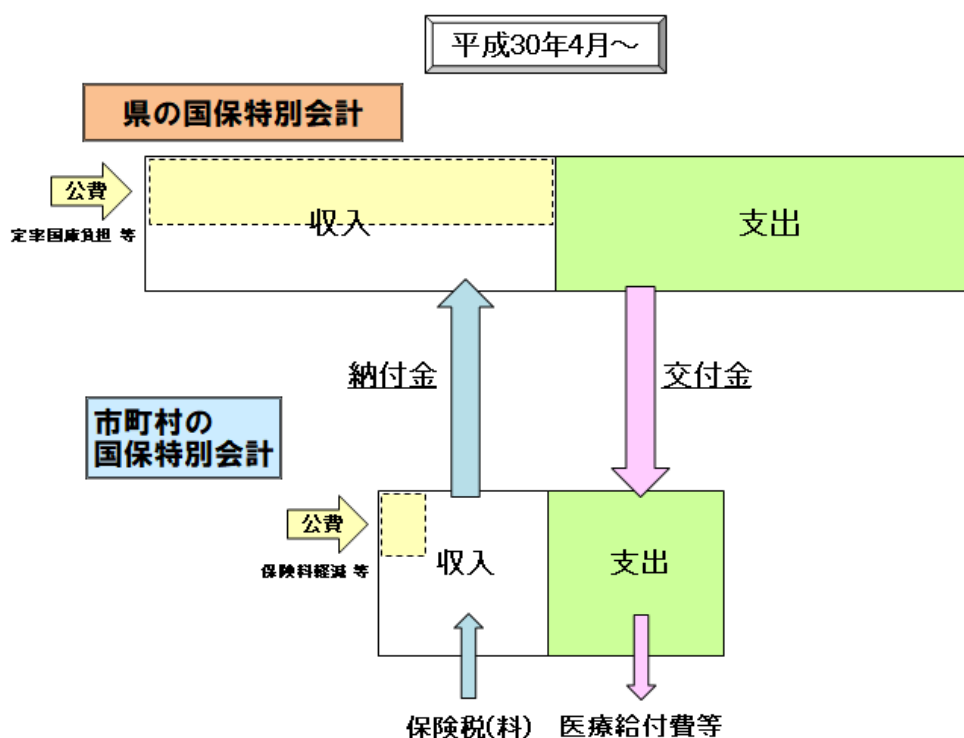 平成30年4月～
県の国保特別会計
公費
定率国庫負担 等
収入
支出
納付金
交付金
市町村の
国保特別会計
公費
保険料軽減 等
収入
支出
保険税(料)
医療給付費等